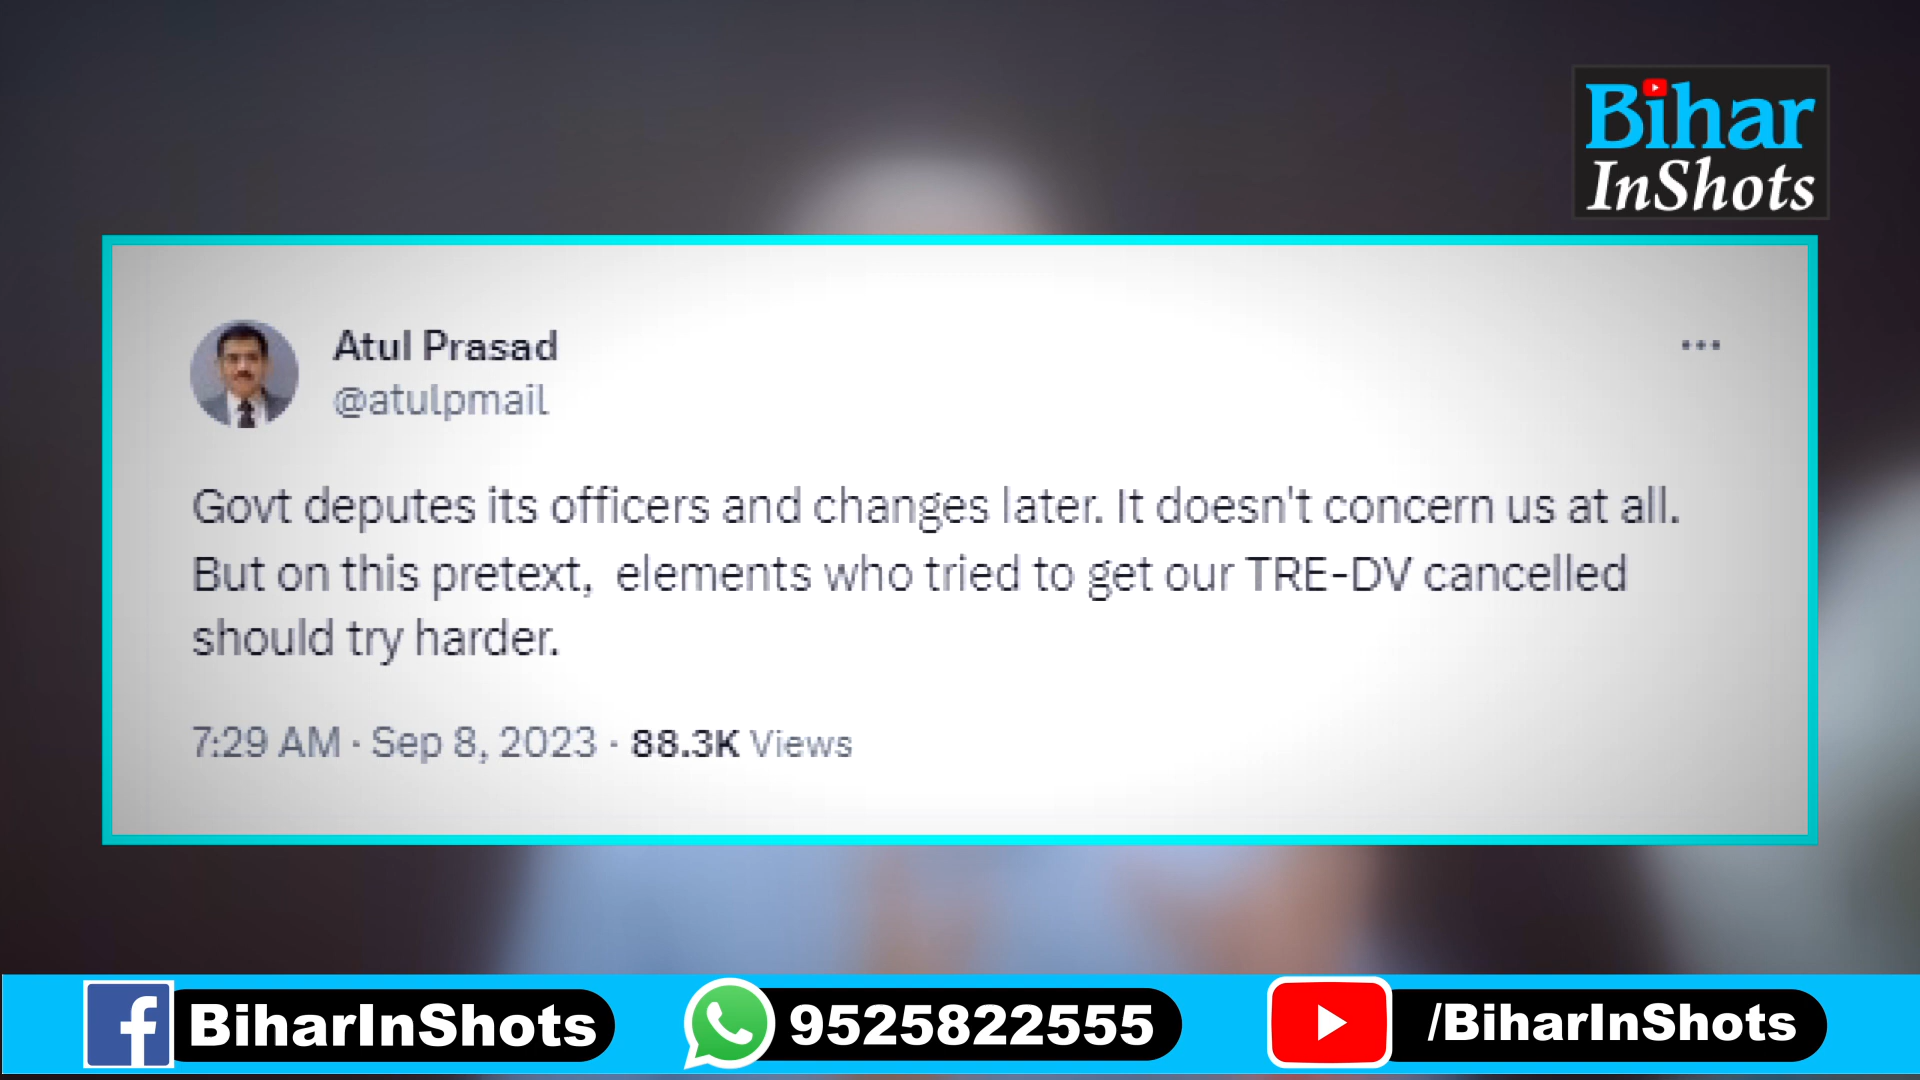 Bihar
InShots
Atul Prasad
@atulpmail
Govt deputes its officers and changes later. It doesn't concern us at all.
But on this pretext,  elements who tried to get our TRE-DV cancelled
should try harder.
7:29 AM · Sep 8, 2023 · 88.3K Views
BiharInShots
9525822555
/BiharInShots